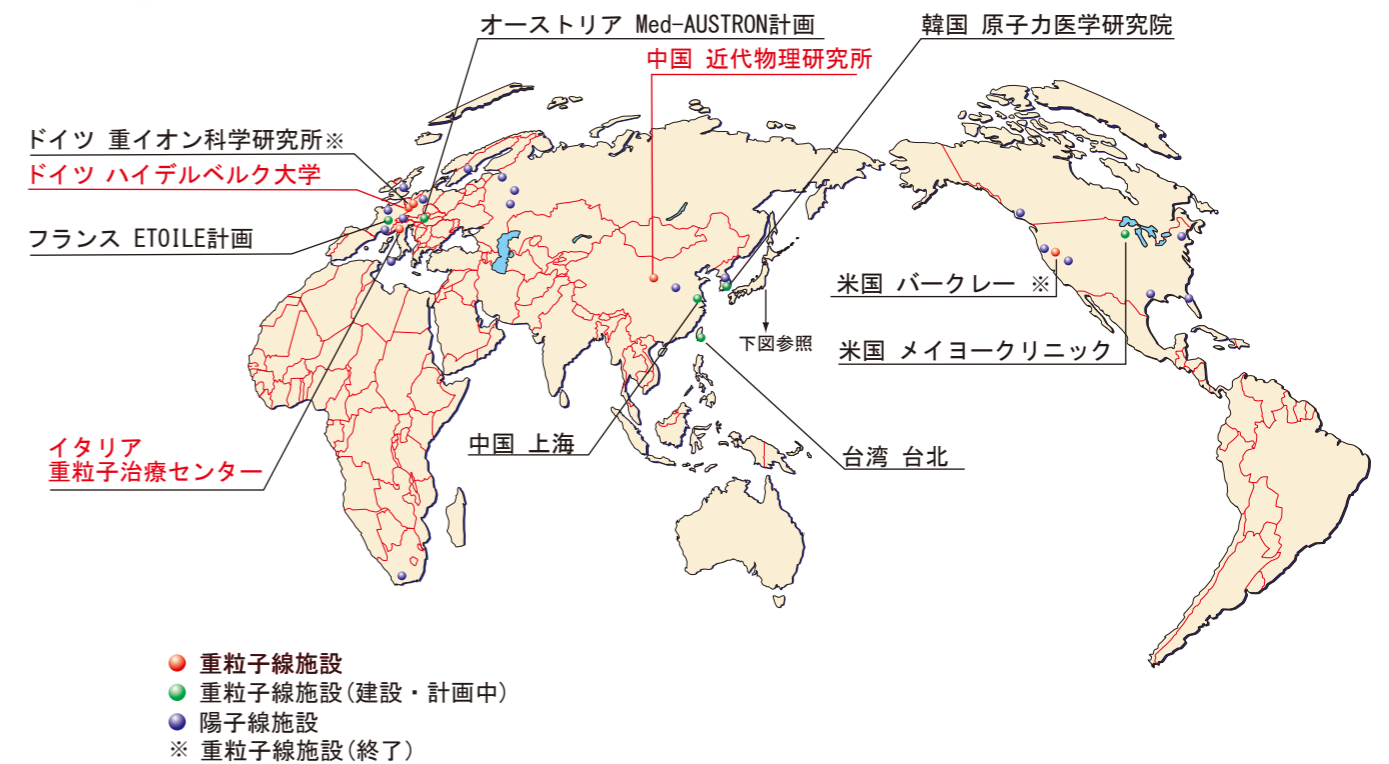 オーストリア Med-AUSTRON計画
韓国 原子力医学研究院
中国 近代物理研究所
ドイツ 重イオン科学研究所※
ドイツ ハイデルベルク大学
フランス ETOILE計画
米国 バークレー ※
下図参照
米国 メイヨークリニック
イタリア
重粒子治療センター
中国 上海
台湾 台北
重粒子線施設
重粒子線施設(建設・計画中)
陽子線施設
※ 重粒子線施設(終了)